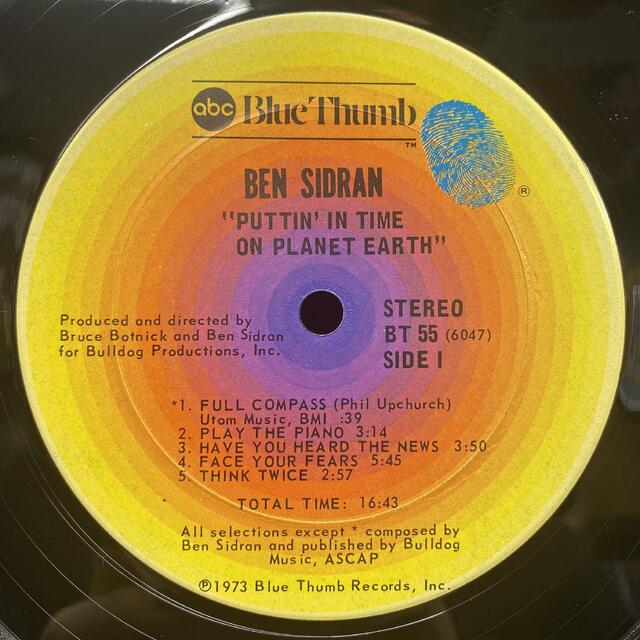 abc Blue Thumb TM
®
BEN SIDRAN
"PUTTIN' IN TIME
ON PLANET EARTH"
Produced and directed by
Bruce Botnick and Ben Sidran
for Bulldog Productions, Inc.
STEREO
BT 55 (6047)
SIDE I
*1. FULL COMPASS (Phil Upchurch)
Utom Music, BMI :39
2. PLAY THE PIANO 3:14
3. HAVE YOU HEARD THE NEWS 3:50
4. FACE YOUR FEARS 5:45
5. THINK TWICE 2:57
TOTAL TIME: 16:43
All selections except * composed by
Ben Sidran and published by Bulldog
Music, ASCAP
℗1973 Blue Thumb Records, Inc.